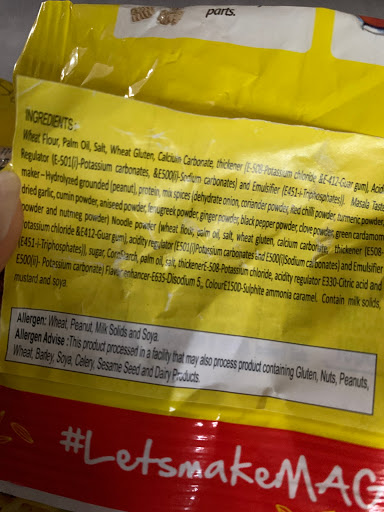 parts.
INGREDIENTS:-
Wheat Flour, Palm Oil, Salt, Wheat Gluten, Calcium Carbonate, thickener (E-508-Potassium chloride &E-412-Guar gum), Acid
Regulator (E-501(i)-Potassium carbonates, &E500(i)-Sodium carbonates) and Emulsifier (E451-i-Triphosphates)). Masala Taste
maker – Hydrolyzed grounded (peanut), protein, mix spices (dehydrate onion, coriander powder, Red chilli powder, turmeric powder
dried garlic, cumin powder, aniseed powder, fenugreek powder, ginger powder, black pepper powder, clove powder, green cardamom
powder and nutmeg powder) Noodle powder (wheat flour, palm oil, salt, wheat gluten, calcium carbonate, thickener (E508-
otassium chloride &E-412-Guar gum), acidity regulator (E501(i)Potassium carbonates and E500(i)Sodium carbonates) and Emulsifier
(E451-i-Triphosphates)), sugar, Cornstarch, palm oil, salt, thickenerE-508-Potassium chloride, acidity regulator E330-Citric acid and
E500(ii)- Potassium carbonate) Flavor enhancer-E635-Disodium 5, ColourE150D-Sulphite ammonia caramel. Contain milk solids,
mustard and soya.
Allergen: Wheat, Peanut, Milk Solids and Soya
Allergen Advise :This product processed in a facility that may also process product containing Gluten, Nuts, Peanuts,
Wheat, Barley, Soya, Celery, Sesame Seed and Dairy Products.
#LetsmakeMAG